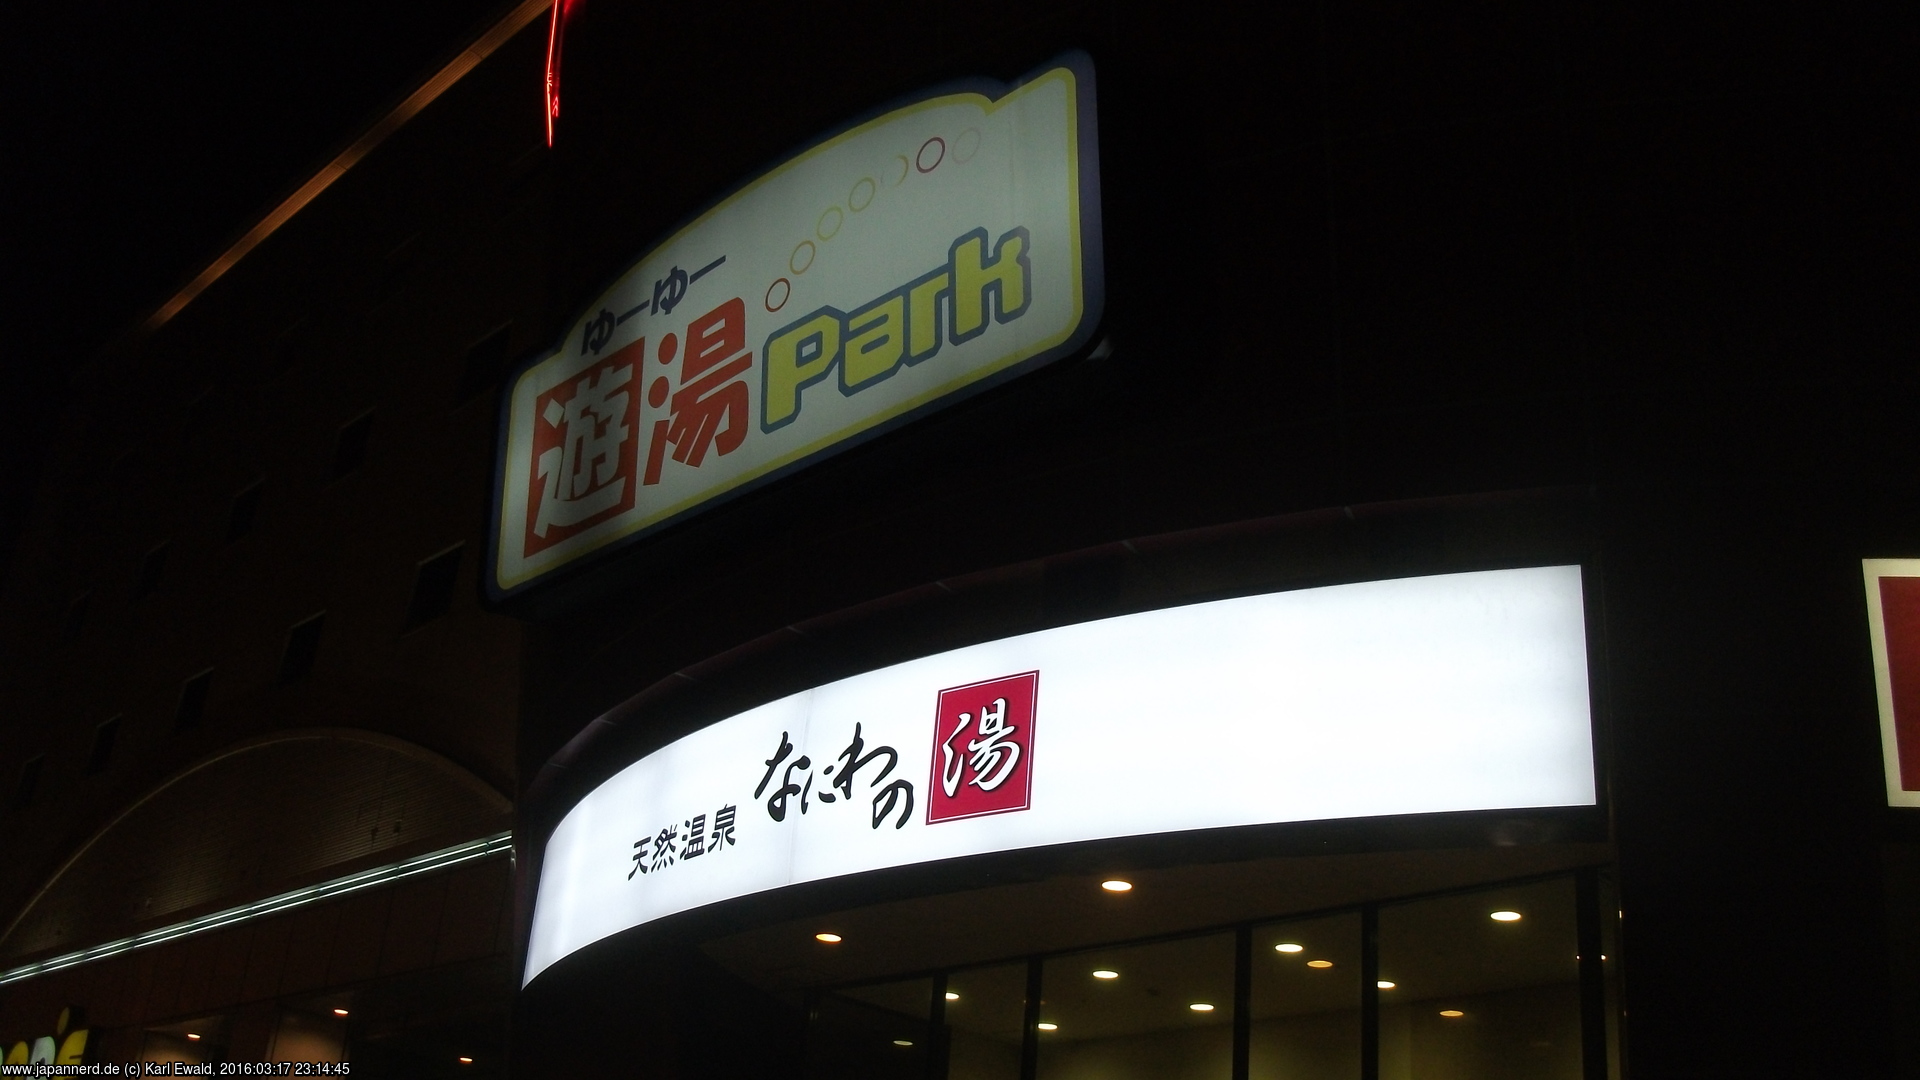 ゆーゆー
遊湯Park
天然温泉 なにわの湯
www.japannerd.de (c) Karl Ewald, 2016:03:17 23:14:45